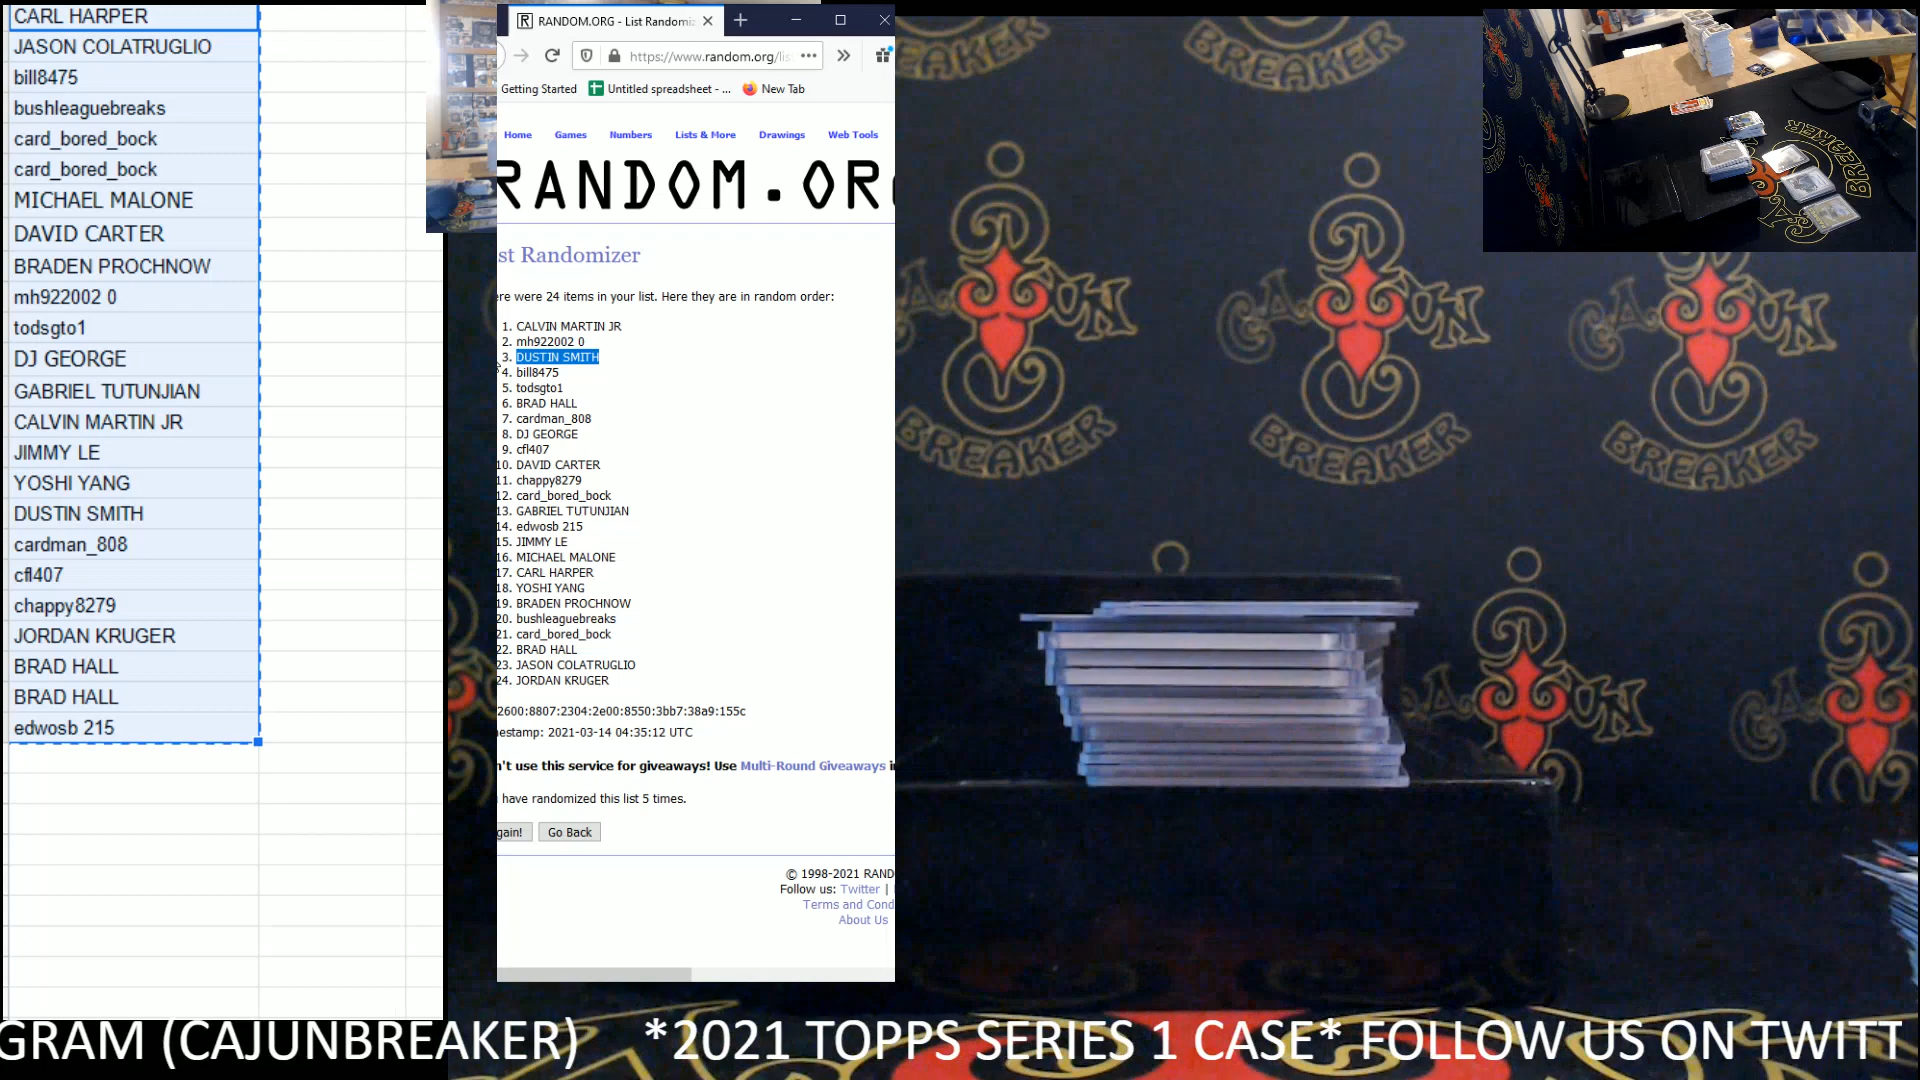 CARL HARPER
JASON COLATRUGLIO
bill8475
bushleaguebreaks
card_bored_bock
card_bored_bock
MICHAEL MALONE
DAVID CARTER
BRADEN PROCHNOW
mh922002 0
todsgto1
DJ GEORGE
GABRIEL TUTUNJIAN
CALVIN MARTIN JR
JIMMY LE
YOSHI YANG
DUSTIN SMITH
cardman_808
cfl407
chappy8279
JORDAN KRUGER
BRAD HALL
BRAD HALL
edwosb 215
RANDOM.ORG - List Randomiz
https://www.random.org/lis
Getting Started Untitled spreadsheet - ... New Tab
Home Games Numbers Lists & More Drawings Web Tools
RANDOM.OR
st Randomizer
ere were 24 items in your list. Here they are in random order:
1. CALVIN MARTIN JR
2. mh922002 0
3. DUSTIN SMITH
4. bill8475
5. todsgto1
6. BRAD HALL
7. cardman_808
8. DJ GEORGE
9. cfl407
10. DAVID CARTER
11. chappy8279
12. card_bored_bock
13. GABRIEL TUTUNJIAN
14. edwosb 215
15. JIMMY LE
16. MICHAEL MALONE
17. CARL HARPER
18. YOSHI YANG
19. BRADEN PROCHNOW
20. bushleaguebreaks
21. card_bored_bock
22. BRAD HALL
23. JASON COLATRUGLIO
24. JORDAN KRUGER
2600:8807:2304:2e00:8550:3bb7:38a9:155c
nestamp: 2021-03-14 04:35:12 UTC
n't use this service for giveaways! Use Multi-Round Giveaways i
have randomized this list 5 times.
gain! Go Back
© 1998-2021 RAND
Follow us: Twitter |
Terms and Cond
About Us
BREAKER
BREAKER
BREAKER
CAJUN
BREAKER
CAJUN
BREAKER
CAJUN
BREAKER
BREAKER
GRAM (CAJUNBREAKER) *2021 TOPPS SERIES 1 CASE* FOLLOW US ON TWITT